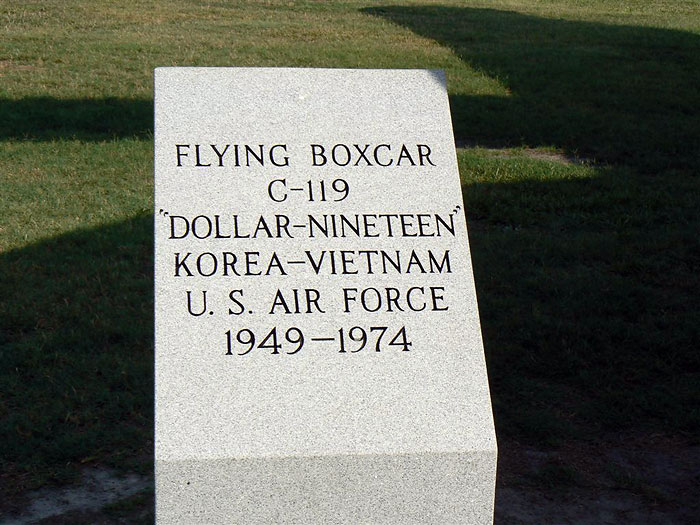 FLYING BOXCAR
C-119
"DOLLAR-NINETEEN"
KOREA-VIETNAM
U. S. AIR FORCE
1949-1974